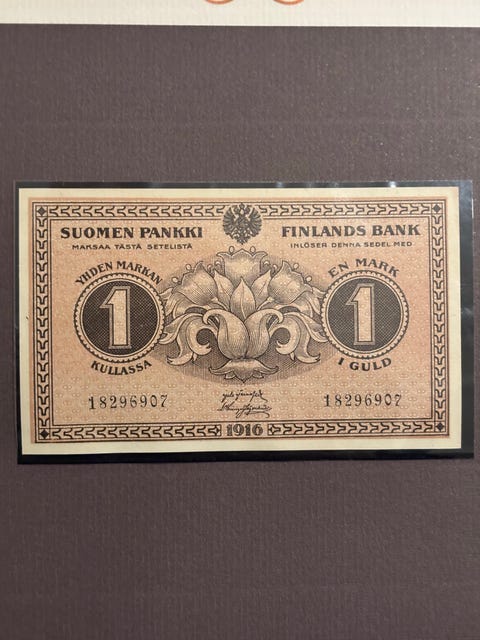 SUOMEN PANKKI
MAKSAA TÄSTÄ SETELISTÄ
FINLANDS BANK
INLÖSER DENNA SEDEL MED
YHDEN MARKAN
1
KULLASSA
EN MARK
1
I GULD
18296907
18296907
1916